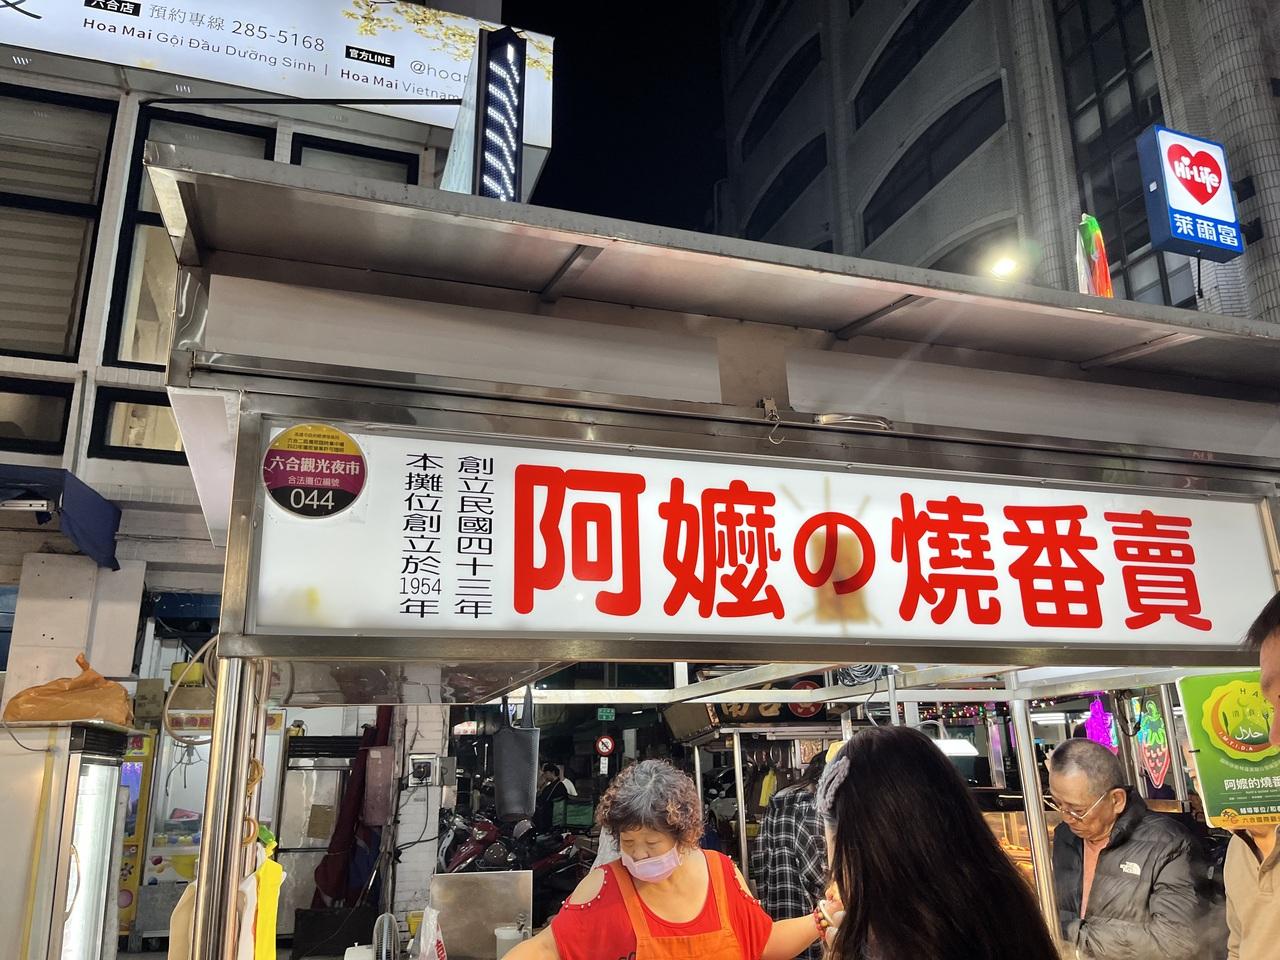 六合店 預約專線 285-5168
Hoa Mai Gội Đầu Dưỡng Sinh | Hoa Mai Vietnam
官方LINE @hoa
Hi-Life
萊爾富
六合觀光夜市
合法攤位編號
044
創立民國四十三年
本攤位創立於1954年
阿嬤の燒番賣
حلال
阿嬤的燒番